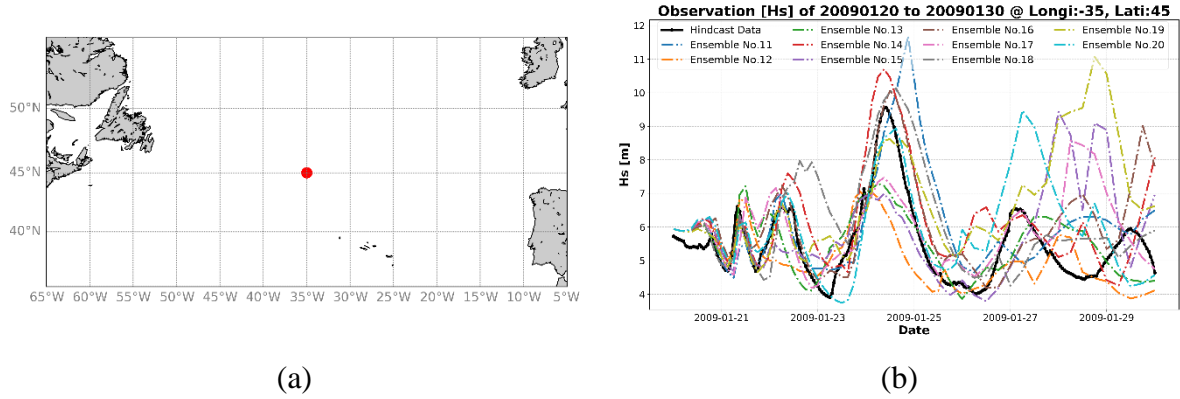 50°N
45°N
40°N
65°W 60°W 55°W 50°W 45°W 40°W 35°W 30°W 25°W 20°W 15°W 10°W 5°W
(a)
Observation [Hs] of 20090120 to 20090130 @ Longi:-35, Lati:45
Hindcast Data
Ensemble No.11
Ensemble No.12
Ensemble No.13
Ensemble No.14
Ensemble No.15
Ensemble No.16
Ensemble No.17
Ensemble No.18
Ensemble No.19
Ensemble No.20
Hs [m]
12
11
10
9
8
7
6
5
4
2009-01-21 2009-01-23 2009-01-25 2009-01-27 2009-01-29
Date
(b)